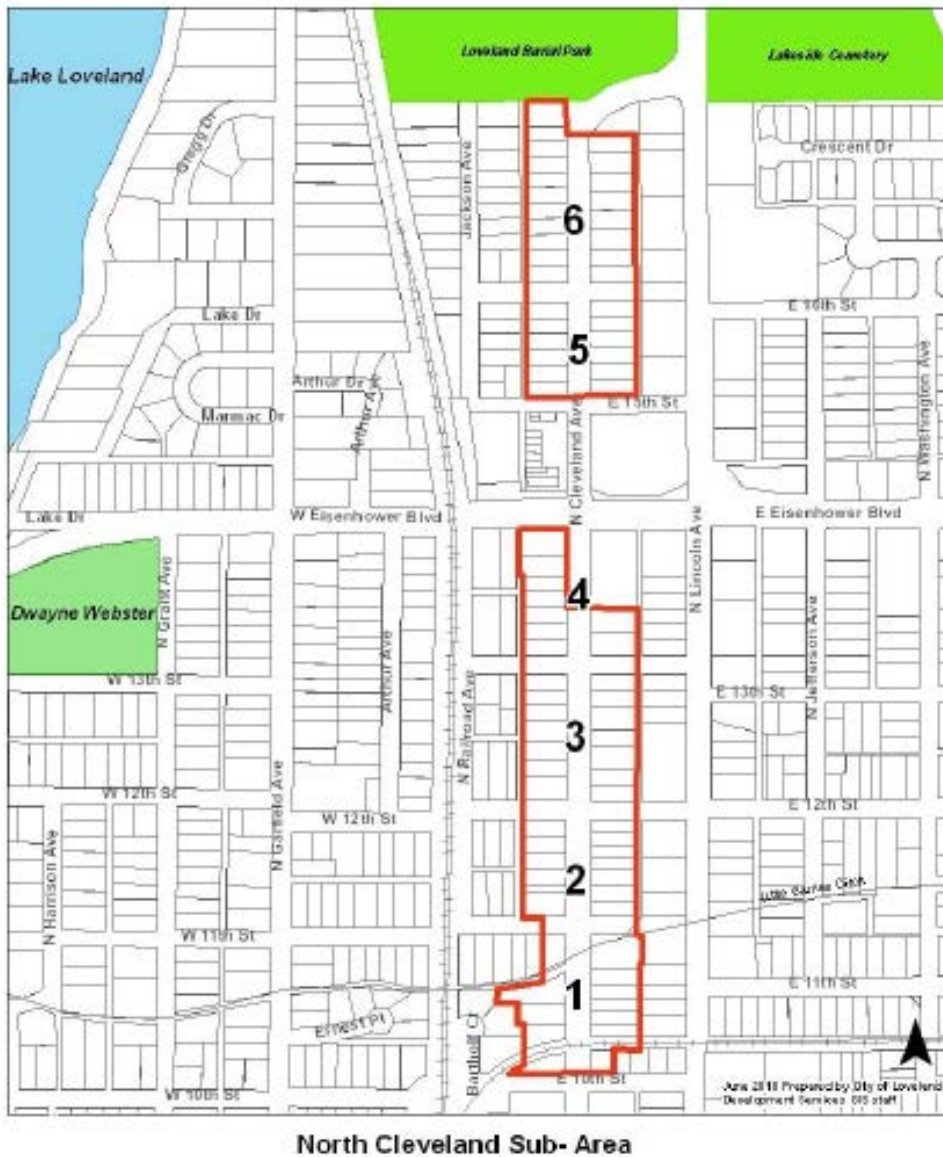 Loveland Burial Park
Lakeside Cemetery
Lake Loveland
Gregg Dr
Crescent Dr
Jackson Ave
6
E 16th St
Lake Dr
5
Arthur Dr
Arthur Ave
Marmac Dr
E 15th St
N Cleveland Ave
N Washington Ave
Lake Dr
W Eisenhower Blvd
E Eisenhower Blvd
N Lincoln Ave
Dwayne Webster
N Grant Ave
4
W 13th St
Arthur Ave
N Railroad Ave
E 13th St
N Jefferson Ave
3
W 12th St
N Garfield Ave
W 12th St
E 12th St
N Harrison Ave
2
W 11th St
1
E 11th St
Ernest Pl
Bartholf Ct
W 10th St
E 10th St
Prepared by City of Loveland
Development Services GIS staff
North Cleveland Sub- Area